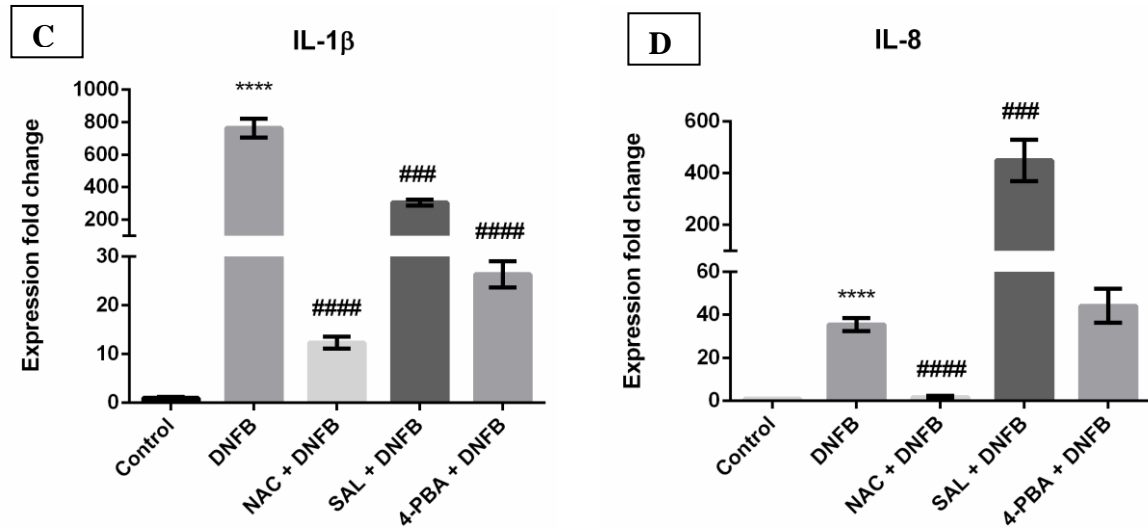 C
IL-1β
Expression fold change
1000
800
600
400
200
30
20
10
0
****
####
###
####
Control
DNFB
NAC + DNFB
SAL + DNFB
4-PBA + DNFB
D
IL-8
Expression fold change
600
400
200
60
40
20
0
****
####
###
Control
DNFB
NAC + DNFB
SAL + DNFB
4-PBA + DNFB